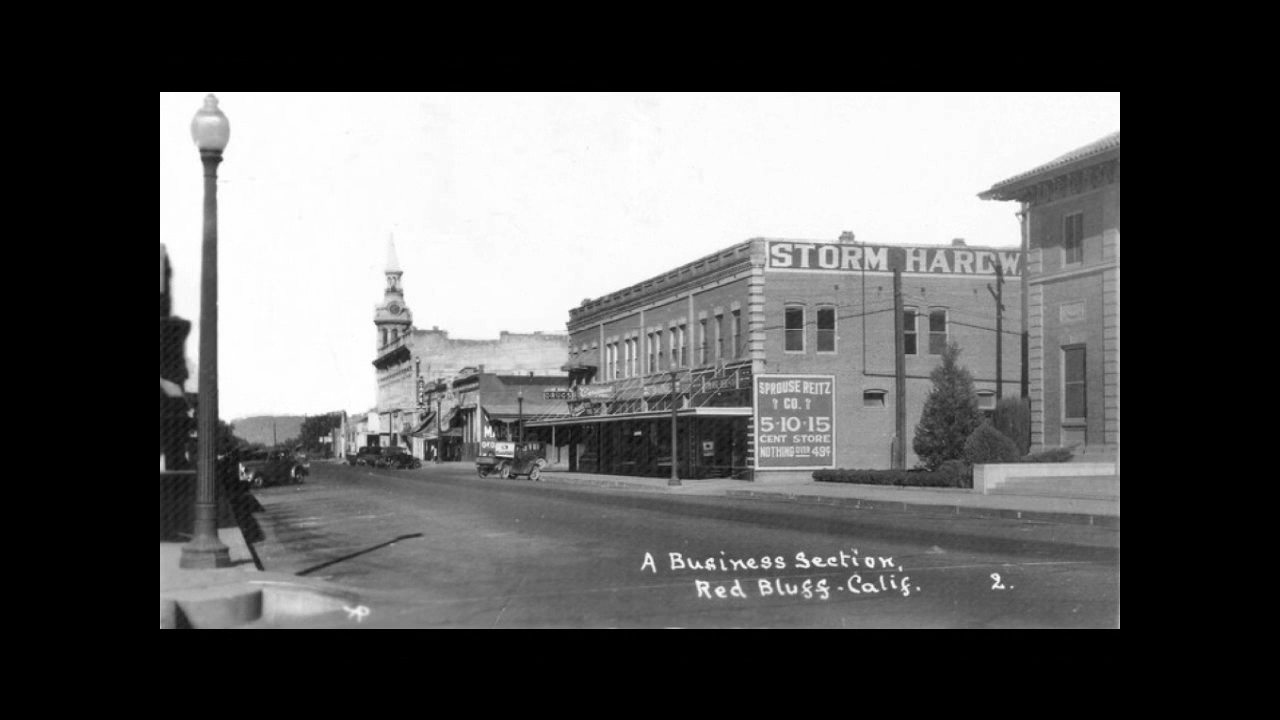 STORM HARDW
DRUGS
SPROUSE REITZ
CO.
5-10-15
CENT STORE
NOTHING OVER 49¢
A Business Section,
Red Bluff-Calif.
2.